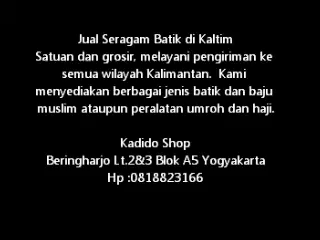 Jual Seragam Batik di Kaltim
Satuan dan grosir, melayani pengiriman ke
semua wilayah Kalimantan. Kami
menyediakan berbagai jenis batik dan baju
muslim ataupun peralatan umroh dan haji.
Kadido Shop
Beringharjo Lt.2&3 Blok A5 Yogyakarta
Hp :0818823166